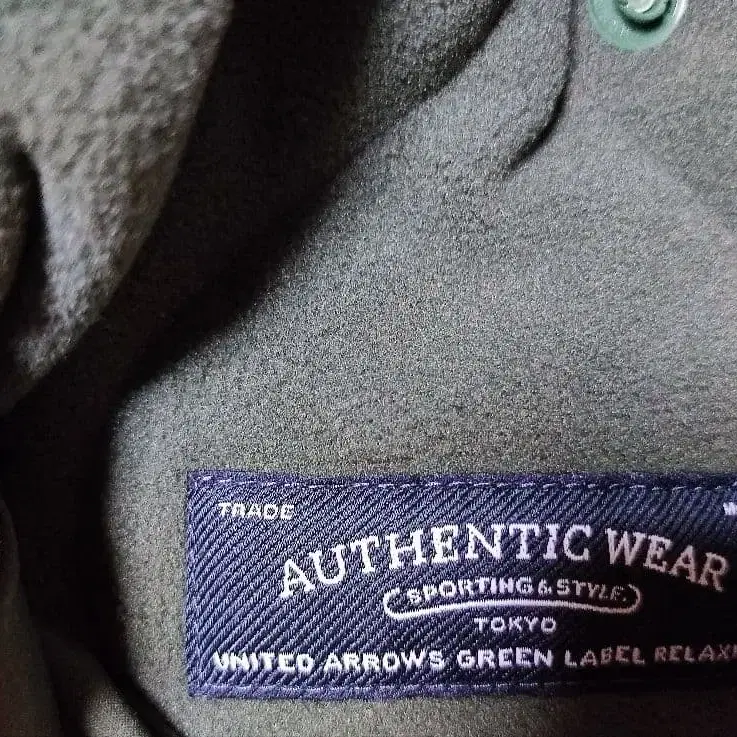 TRADE
AUTHENTIC WEAR
SPORTING & STYLE.
TOKYO
UNITED ARROWS GREEN LABEL RELAX